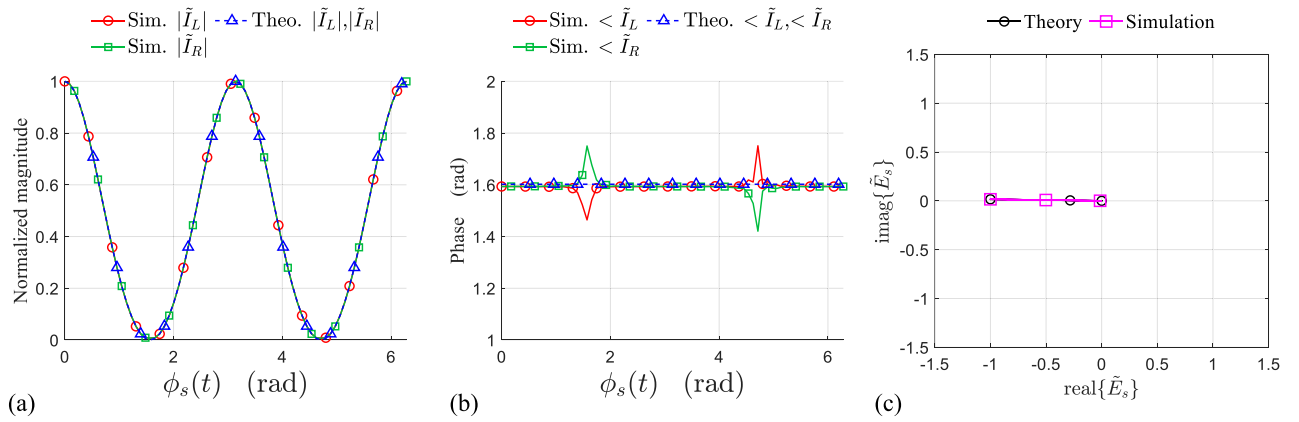 Sim. |Ĩ_L| Theo. |Ĩ_L|,|Ĩ_R|
Sim. |Ĩ_R|
Normalized magnitude
1
0.8
0.6
0.4
0.2
0
0 2 4 6
ϕ_s(t) (rad)
(a)
Sim. < Ĩ_L Theo. < Ĩ_L,< Ĩ_R
Sim. < Ĩ_R
Phase (rad)
2
1.8
1.6
1.4
1.2
1
0 2 4 6
ϕ_s(t) (rad)
(b)
Theory Simulation
imag{Ẽ_s}
1.5
1
0.5
0
-0.5
-1
-1.5
-1.5 -1 -0.5 0 0.5 1 1.5
real{Ẽ_s}
(c)